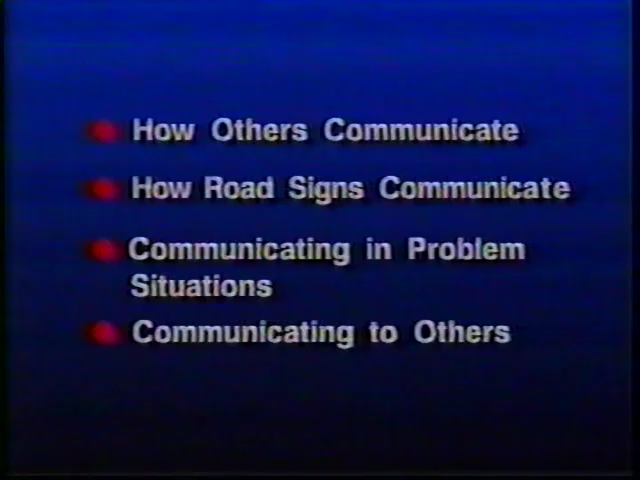 How Others Communicate
How Road Signs Communicate
Communicating in Problem
Situations
Communicating to Others